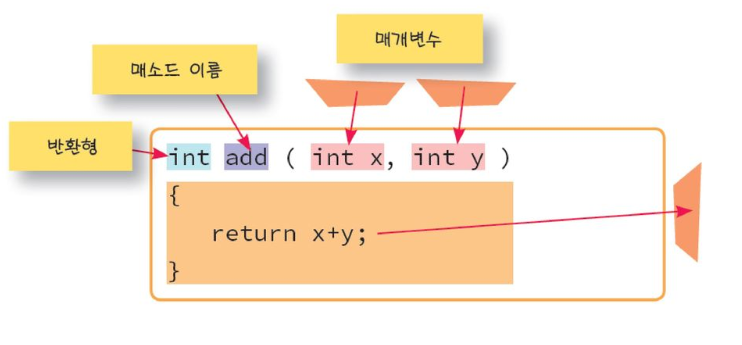 매개변수
매소드 이름
반환형
int add ( int x, int y )
{
return x+y;
}